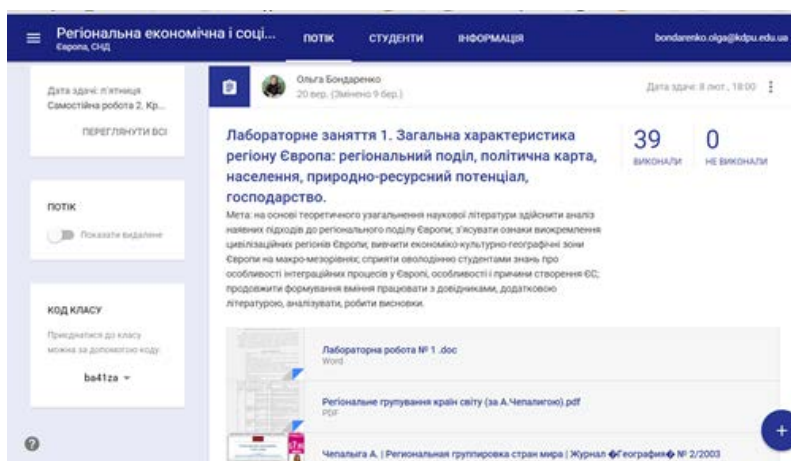 Регіональна економічна і соці...
Європа, СНД
ПОТІК
СТУДЕНТИ
ІНФОРМАЦІЯ
bondarenko.olga@kdpu.edu.ua
Дата здачі: п'ятниця
Самостійна робота 2, Кр...
ПЕРЕГЛЯНУТИ ВСІ
ПОТІК
Показати видалене
КОД КЛАСУ
Приєднатися до класу
можна за допомогою коду
ba41za
Ольга Бондаренко
20 вер. (Змінено 9 бер.)
Дата здачі: 8 лют., 18:00
Лабораторне заняття 1. Загальна характеристика
регіону Європа: регіональний поділ, політична карта,
населення, природно-ресурсний потенціал,
господарство.
39
ВИКОНАЛИ
0
НЕ ВИКОНАЛИ
Мета: на основі теоретичного узагальнення наукової літератури здійснити аналіз
наявних підходів до регіонального поділу Європи; з'ясувати ознаки виокремлення
цивілізаційних регіонів Європи; вивчити економіко-культурно-географічні зони
Європи на макро-мезорівнях; сприяти оволодінню студентами знань про
особливості інтеграційних процесів у Європі, особливості і причини створення ЄС;
продовжити формування вміння працювати з довідниками, додатковою
літературою, аналізувати, робити висновки.
Лабораторна робота № 1 .doc
Word
Регіональне групування країн світу (за А.Чепалигою).pdf
PDF
Чепалыга А. | Региональная группировка стран мира | Журнал �География� № 2/2003